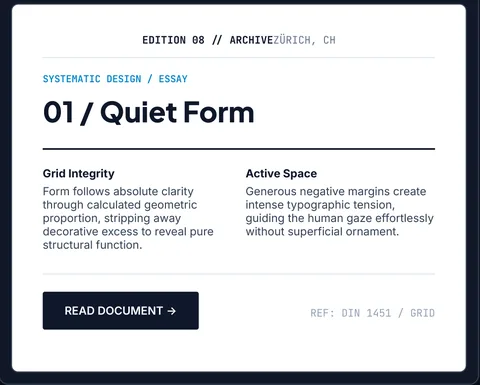 EDITION 08 // ARCHIVEZÜRICH, CH
SYSTEMATIC DESIGN / ESSAY
01 / Quiet Form
Grid Integrity
Form follows absolute clarity
through calculated geometric
proportion, stripping away
decorative excess to reveal pure
structural function.
Active Space
Generous negative margins create
intense typographic tension,
guiding the human gaze effortlessly
without superficial ornament.
READ DOCUMENT →
REF: DIN 1451 / GRID